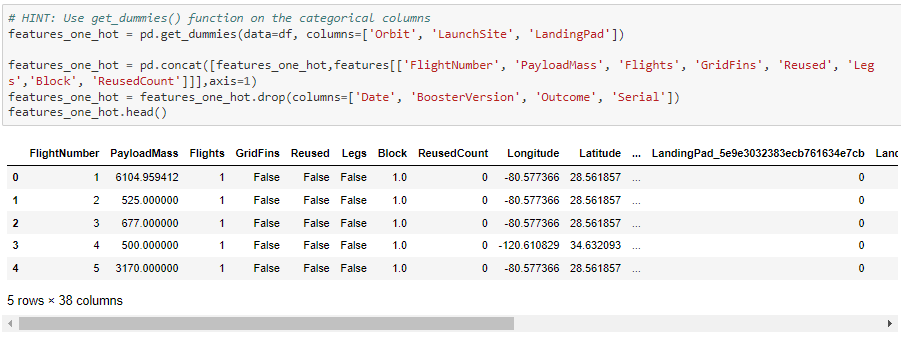 # HINT: Use get_dummies() function on the categorical columns
features_one_hot = pd.get_dummies(data=df, columns=['Orbit', 'LaunchSite', 'LandingPad'])
features_one_hot = pd.concat([features_one_hot,features[['FlightNumber', 'PayloadMass', 'Flights', 'GridFins', 'Reused', 'Leg
s','Block', 'ReusedCount']]],axis=1)
features_one_hot = features_one_hot.drop(columns=['Date', 'BoosterVersion', 'Outcome', 'Serial'])
features_one_hot.head()
FlightNumber PayloadMass Flights GridFins Reused Legs Block ReusedCount Longitude Latitude ... LandingPad_5e9e3032383ecb761634e7cb Land
0 1 6104.959412 1 False False False 1.0 0 -80.577366 28.561857 ... 0
1 2 525.000000 1 False False False 1.0 0 -80.577366 28.561857 ... 0
2 3 677.000000 1 False False False 1.0 0 -80.577366 28.561857 ... 0
3 4 500.000000 1 False False False 1.0 0 -120.610829 34.632093 ... 0
4 5 3170.000000 1 False False False 1.0 0 -80.577366 28.561857 ... 0
5 rows × 38 columns